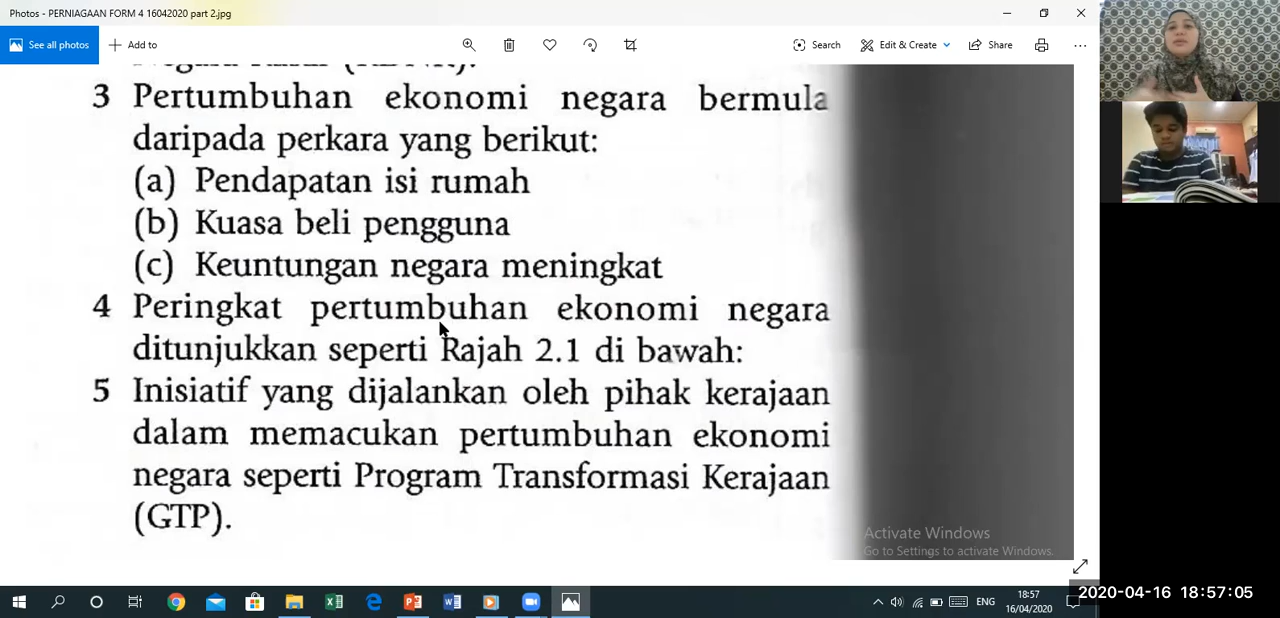 Photos - PERNIAGAAN FORM 4 16042020 part 2.jpg
See all photos
Add to
Search
Edit & Create
Share
3 Pertumbuhan ekonomi negara bermula
daripada perkara yang berikut:
(a) Pendapatan isi rumah
(b) Kuasa beli pengguna
(c) Keuntungan negara meningkat
4 Peringkat pertumbuhan ekonomi negara
ditunjukkan seperti Rajah 2.1 di bawah:
5 Inisiatif yang dijalankan oleh pihak kerajaan
dalam memacukan pertumbuhan ekonomi
negara seperti Program Transformasi Kerajaan
(GTP).
Activate Windows
Go to Settings to activate Windows.
ENG
18:57
16/04/2020
2020-04-16 18:57:05